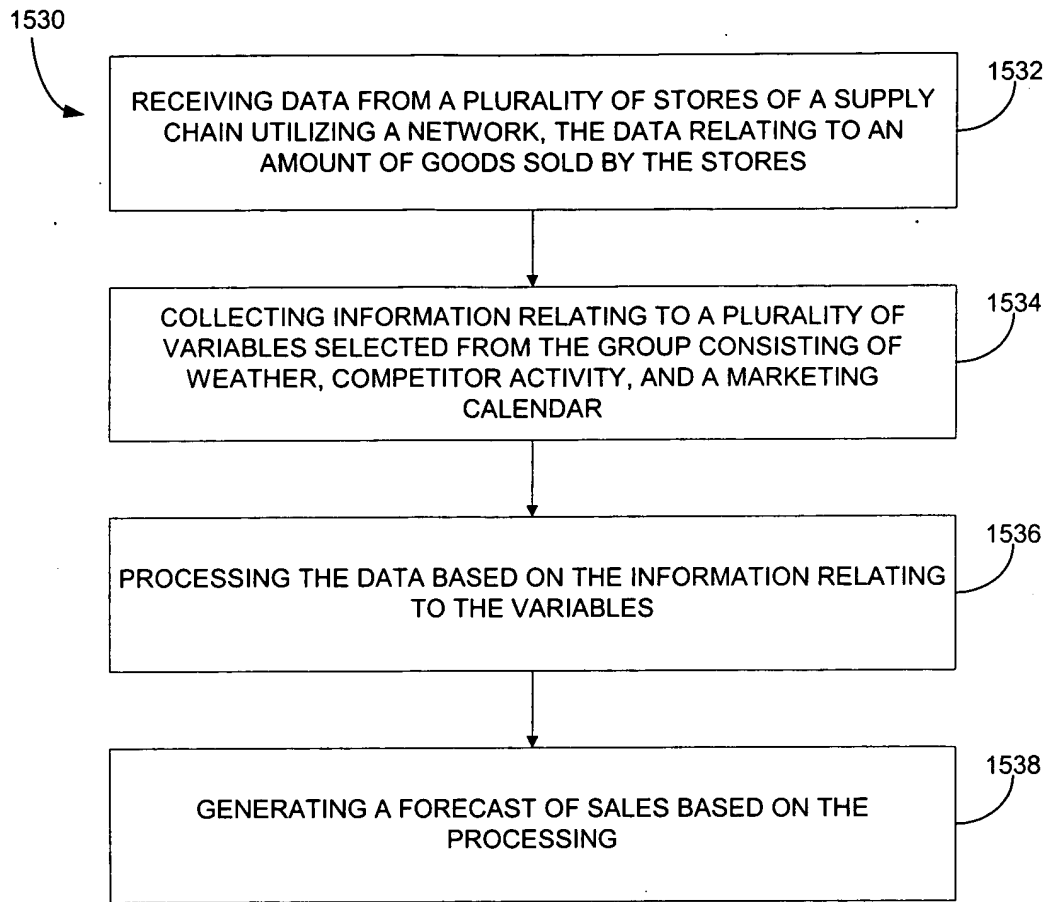 1530
1532
RECEIVING DATA FROM A PLURALITY OF STORES OF A SUPPLY
CHAIN UTILIZING A NETWORK, THE DATA RELATING TO AN
AMOUNT OF GOODS SOLD BY THE STORES
1534
COLLECTING INFORMATION RELATING TO A PLURALITY OF
VARIABLES SELECTED FROM THE GROUP CONSISTING OF
WEATHER, COMPETITOR ACTIVITY, AND A MARKETING
CALENDAR
1536
PROCESSING THE DATA BASED ON THE INFORMATION RELATING
TO THE VARIABLES
1538
GENERATING A FORECAST OF SALES BASED ON THE
PROCESSING